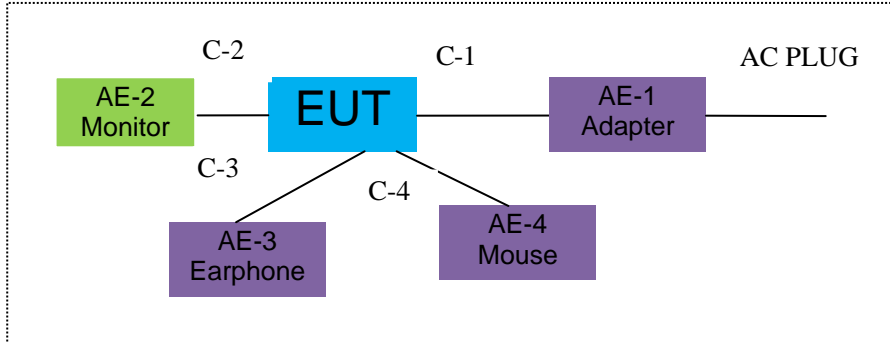 C-2
C-1
AC PLUG
AE-2
Monitor
EUT
AE-1
Adapter
C-3
C-4
AE-3
Earphone
AE-4
Mouse